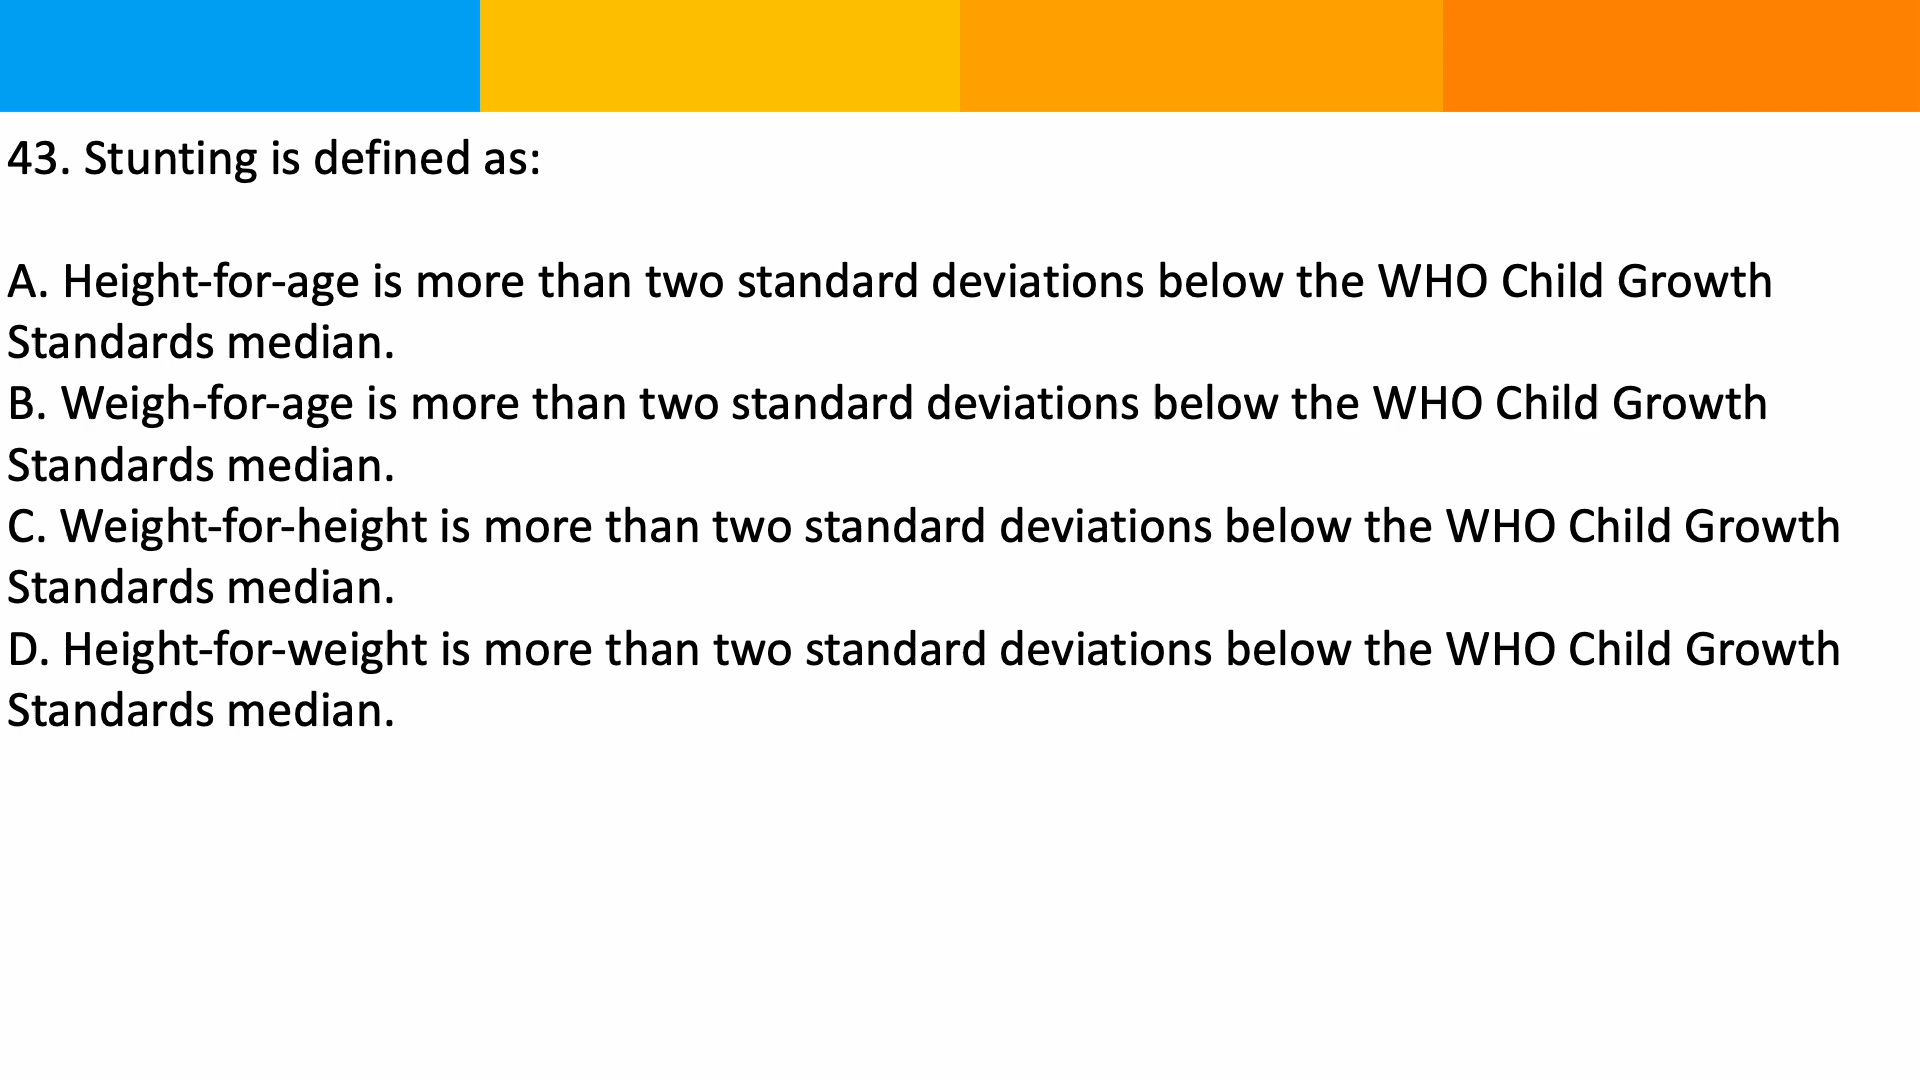 43. Stunting is defined as:
A. Height-for-age is more than two standard deviations below the WHO Child Growth
Standards median.
B. Weigh-for-age is more than two standard deviations below the WHO Child Growth
Standards median.
C. Weight-for-height is more than two standard deviations below the WHO Child Growth
Standards median.
D. Height-for-weight is more than two standard deviations below the WHO Child Growth
Standards median.